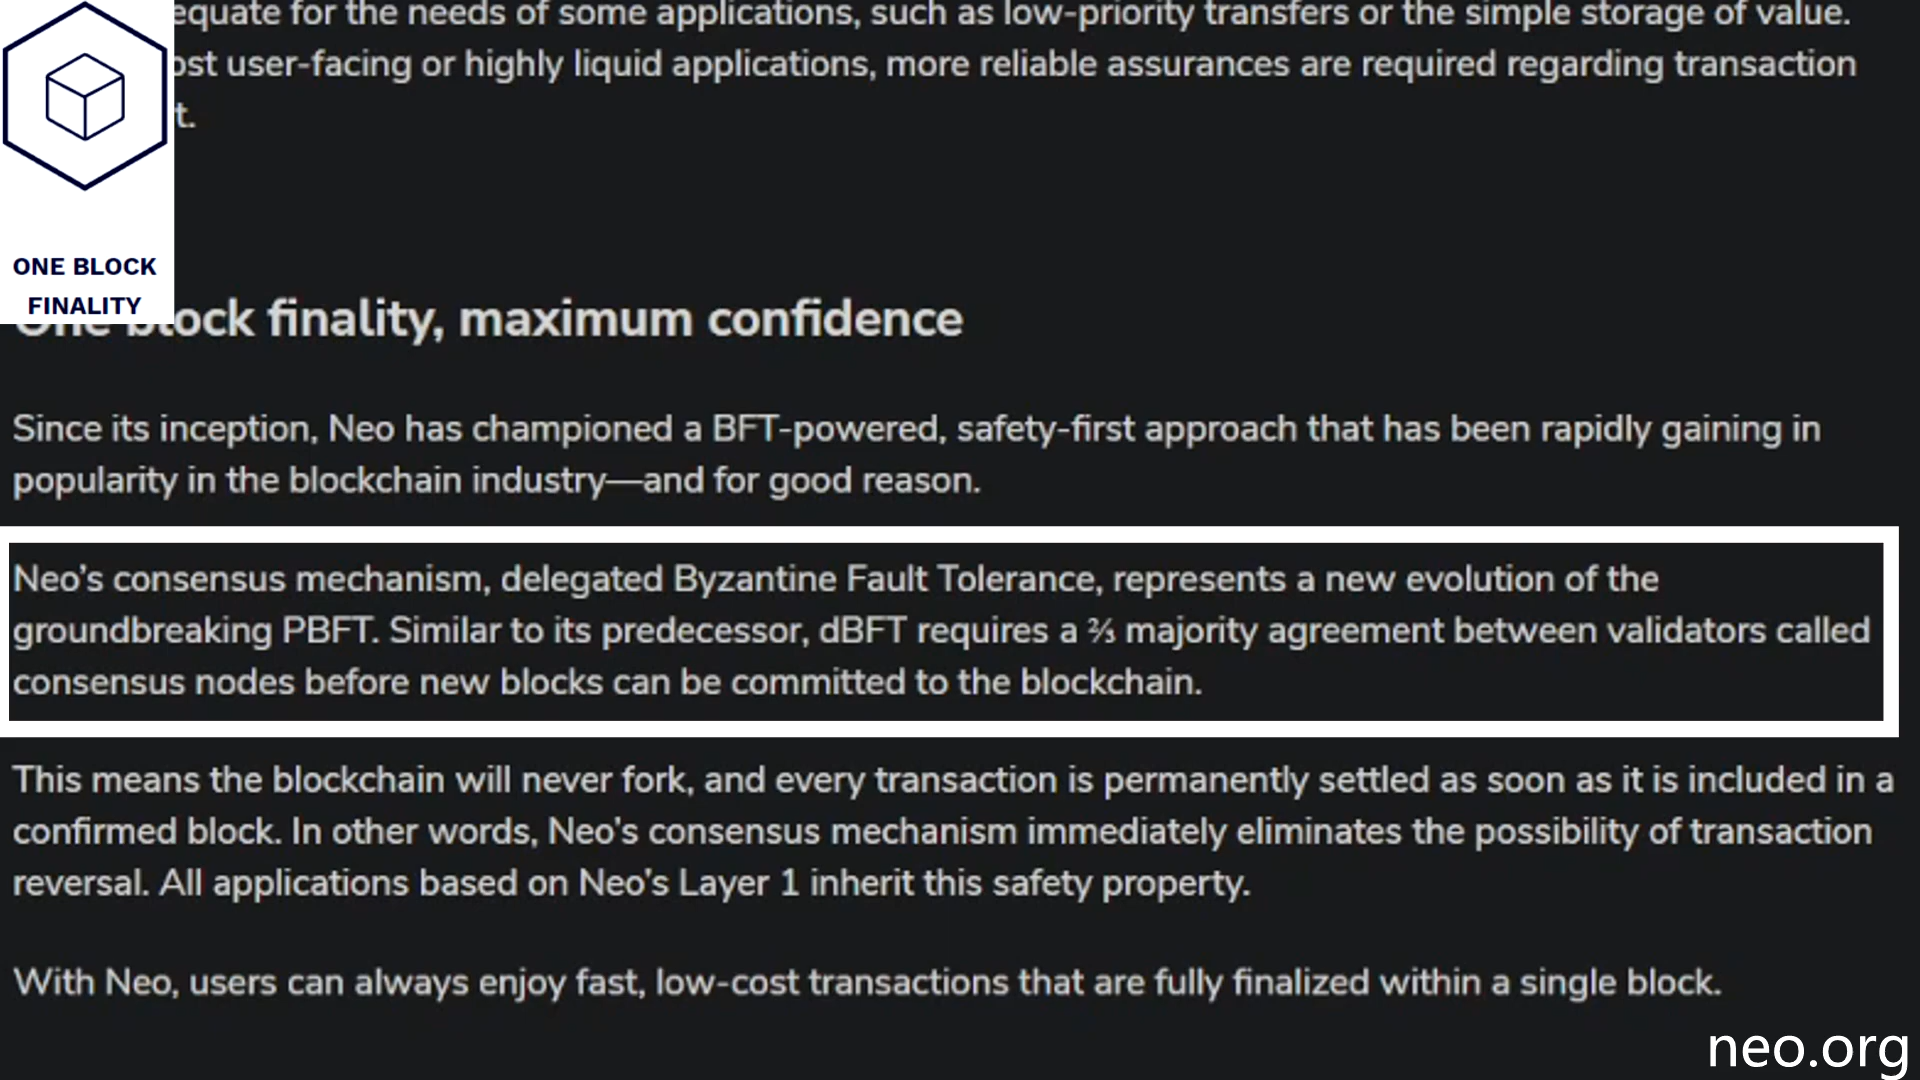 equate for the needs of some applications, such as low-priority transfers or the simple storage of value.
ost user-facing or highly liquid applications, more reliable assurances are required regarding transaction
t.
ONE BLOCK
FINALITY
One block finality, maximum confidence
Since its inception, Neo has championed a BFT-powered, safety-first approach that has been rapidly gaining in
popularity in the blockchain industry—and for good reason.
Neo’s consensus mechanism, delegated Byzantine Fault Tolerance, represents a new evolution of the
groundbreaking PBFT. Similar to its predecessor, dBFT requires a ⅔ majority agreement between validators called
consensus nodes before new blocks can be committed to the blockchain.
This means the blockchain will never fork, and every transaction is permanently settled as soon as it is included in a
confirmed block. In other words, Neo’s consensus mechanism immediately eliminates the possibility of transaction
reversal. All applications based on Neo’s Layer 1 inherit this safety property.
With Neo, users can always enjoy fast, low-cost transactions that are fully finalized within a single block.
neo.org